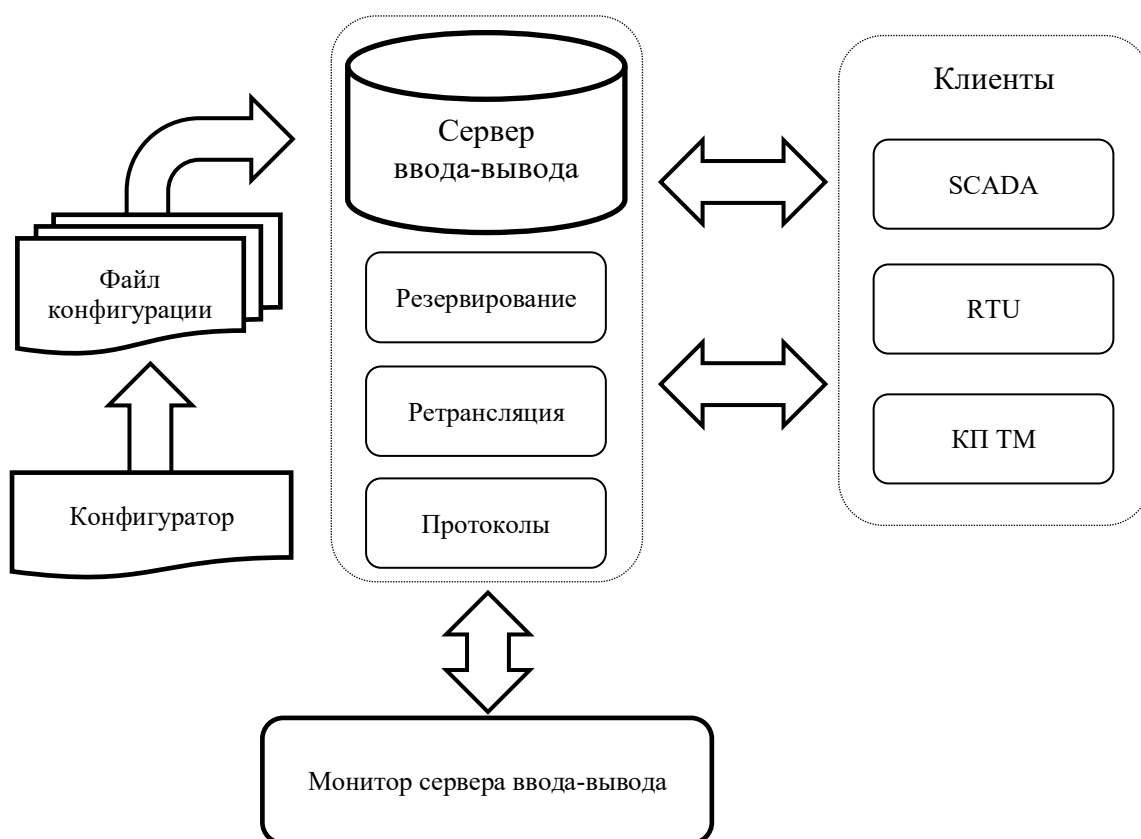 Сервер
ввода-вывода
Резервирование
Ретрансляция
Протоколы
Файл
конфигурации
Конфигуратор
Клиенты
SCADA
RTU
КП ТМ
Монитор сервера ввода-вывода